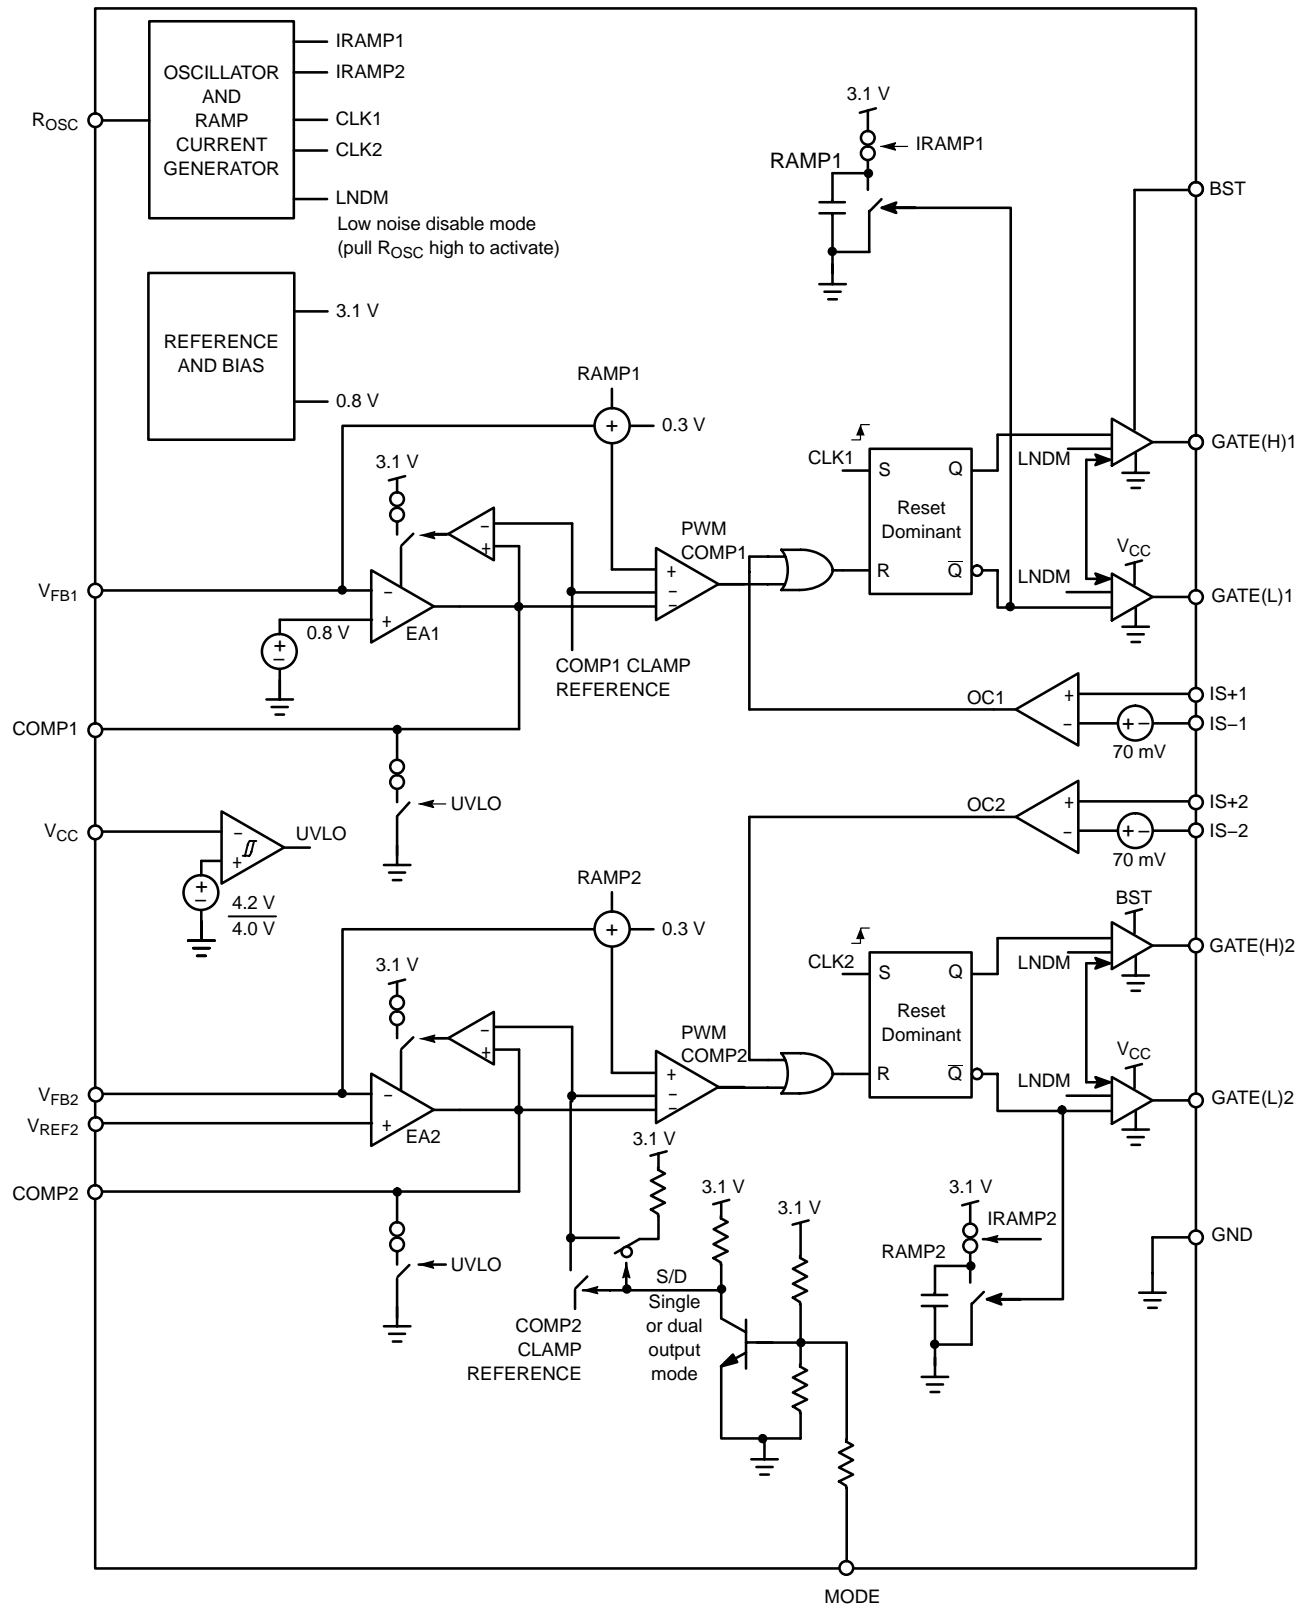 IRAMP1
IRAMP2
CLK1
CLK2
LNDM
OSCILLATOR
AND
RAMP
CURRENT
GENERATOR
ROSC
Low noise disable mode
(pull ROSC high to activate)
3.1 V
IRAMP1
RAMP1
BST
REFERENCE
AND BIAS
3.1 V
0.8 V
RAMP1
+
0.3 V
3.1 V
−
+
PWM
COMP1
+
−
−
CLK1
S
Q
Reset
Dominant
R
Q
LNDM
GATE(H)1
VCC
LNDM
GATE(L)1
VFB1
−
+
EA1
0.8 V
+
−
COMP1 CLAMP
REFERENCE
OC1
+
−
IS+1
+ −
IS−1
70 mV
COMP1
UVLO
VCC
−
+
UVLO
+
−
4.2 V
4.0 V
OC2
+
−
IS+2
+ −
IS−2
70 mV
RAMP2
+
0.3 V
3.1 V
−
+
PWM
COMP2
+
−
−
CLK2
S
Q
Reset
Dominant
R
Q
BST
LNDM
GATE(H)2
VCC
LNDM
GATE(L)2
VFB2
VREF2
−
+
EA2
COMP2
UVLO
3.1 V
3.1 V
3.1 V
S/D
Single
or dual
output
mode
COMP2
CLAMP
REFERENCE
3.1 V
IRAMP2
RAMP2
GND
MODE